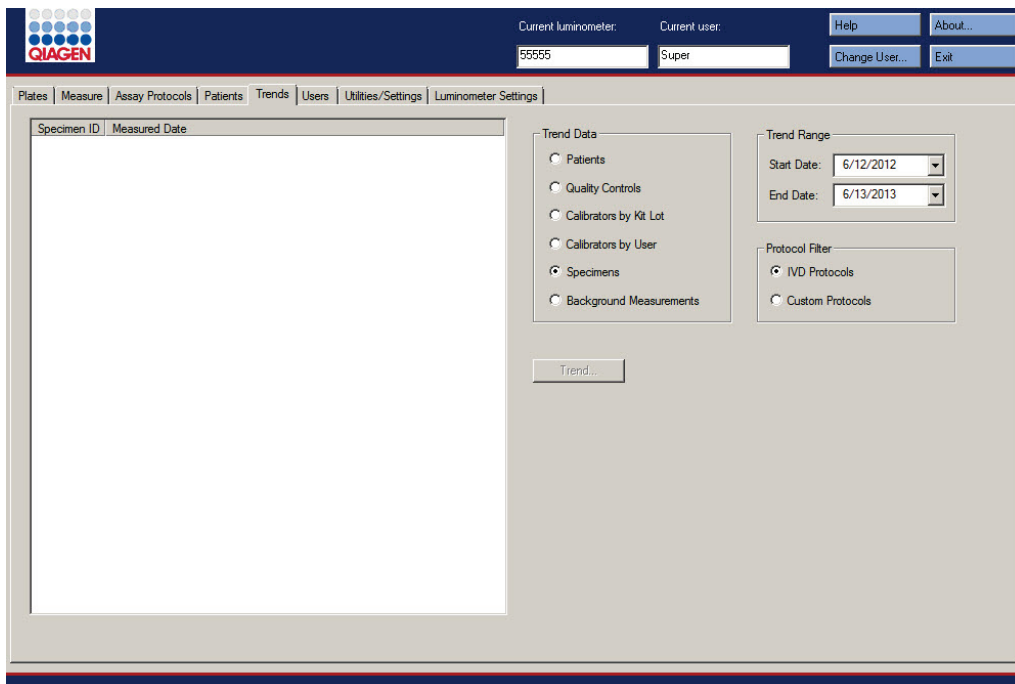 QIAGEN
Current luminometer: Current user:
55555 Super
Help About...
Change User... Exit
Plates Measure Assay Protocols Patients Trends Users Utilities/Settings Luminometer Settings
Specimen ID Measured Date
Trend Data
Patients
Quality Controls
Calibrators by Kit Lot
Calibrators by User
Specimens
Background Measurements
Trend...
Trend Range
Start Date: 6/12/2012
End Date: 6/13/2013
Protocol Filter
IVD Protocols
Custom Protocols